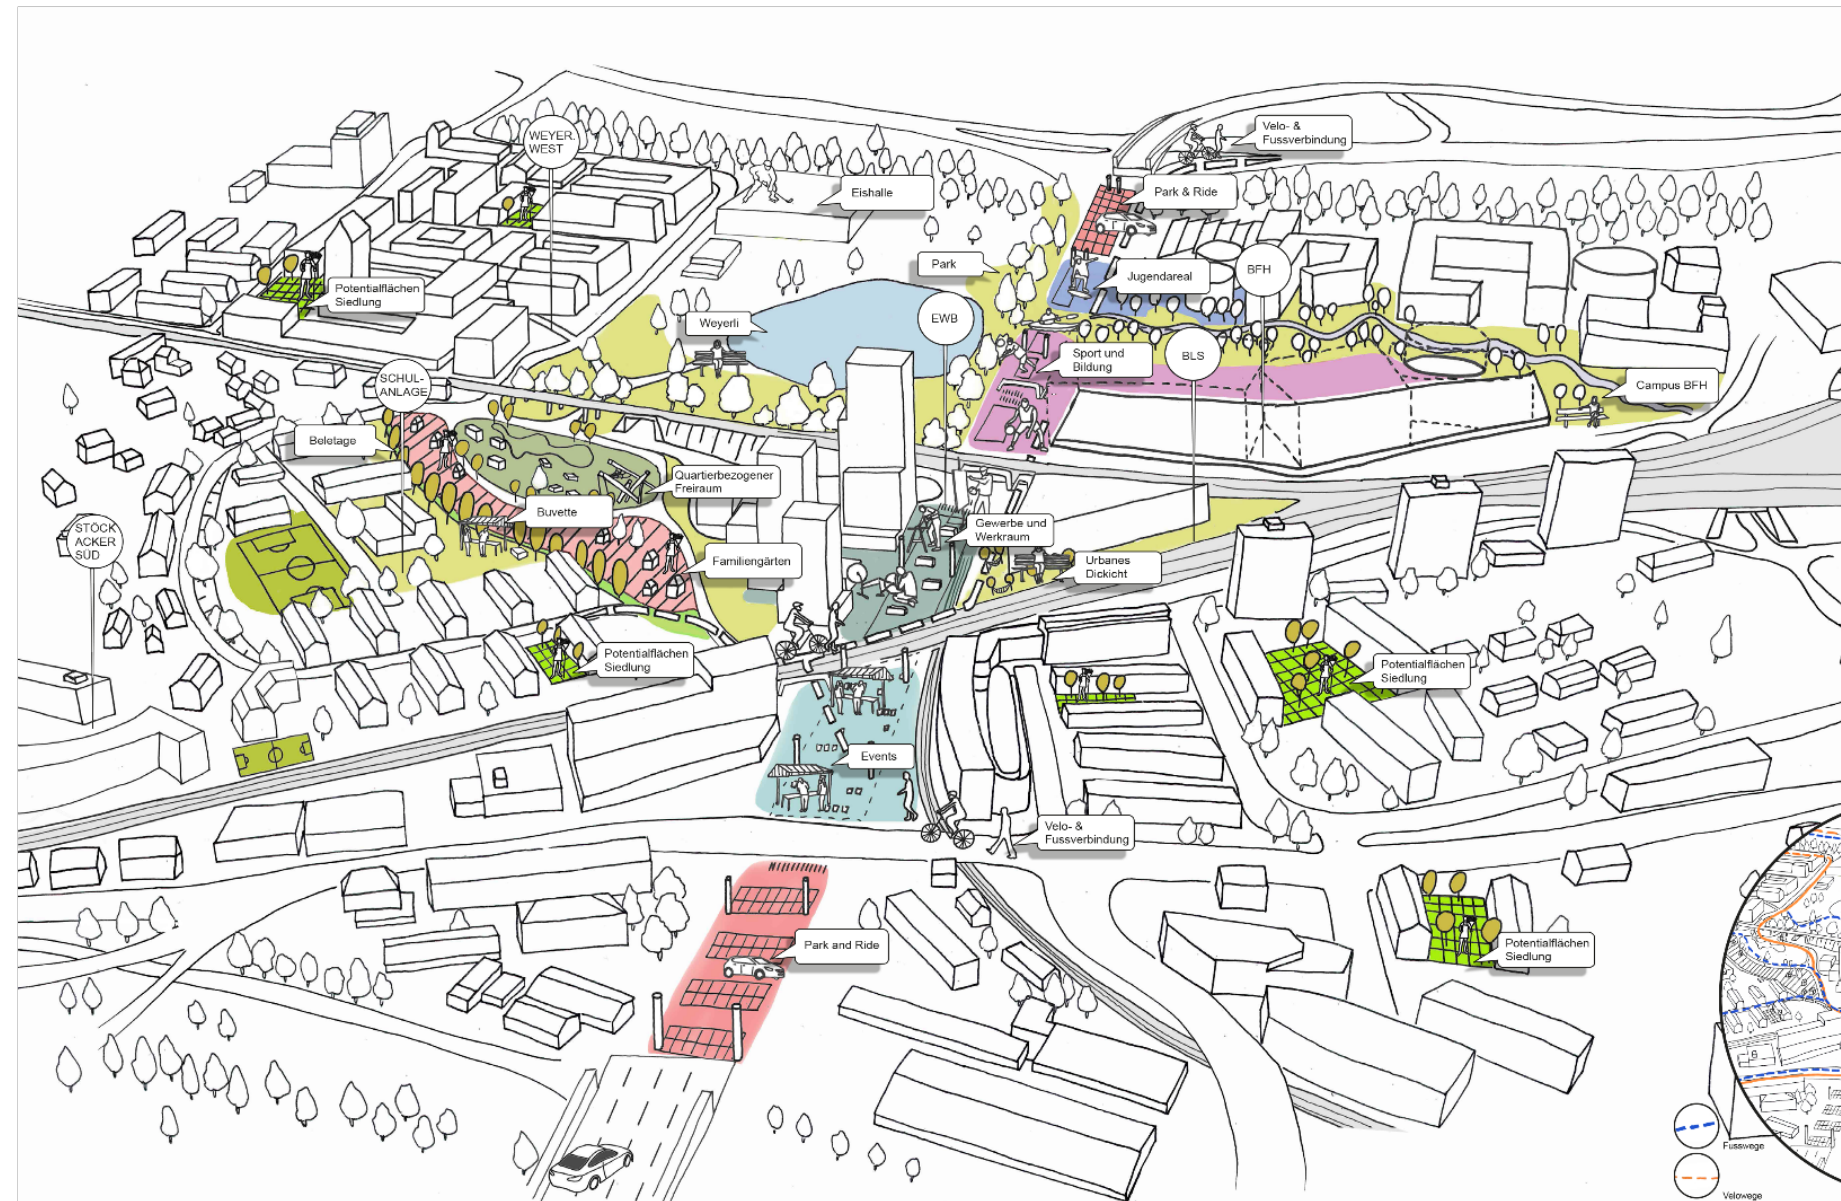 WEYER.
WEST
Velo- &
Fussverbindung
Eishalle
Park & Ride
Park
Jugendareal
BFH
Potentialflächen
Siedlung
Weyerli
EWB
Sport und
Bildung
BLS
SCHUL-
ANLAGE
Campus BFH
Beletage
Quartierbezogener
Freiraum
Buvette
Gewerbe und
Werkraum
STÖCK
ACKER
SÜD
Familiengärten
Urbanes
Dickicht
Potentialflächen
Siedlung
Potentialflächen
Siedlung
Events
Velo- &
Fussverbindung
Park and Ride
Potentialflächen
Siedlung
Fusswege
Velowege